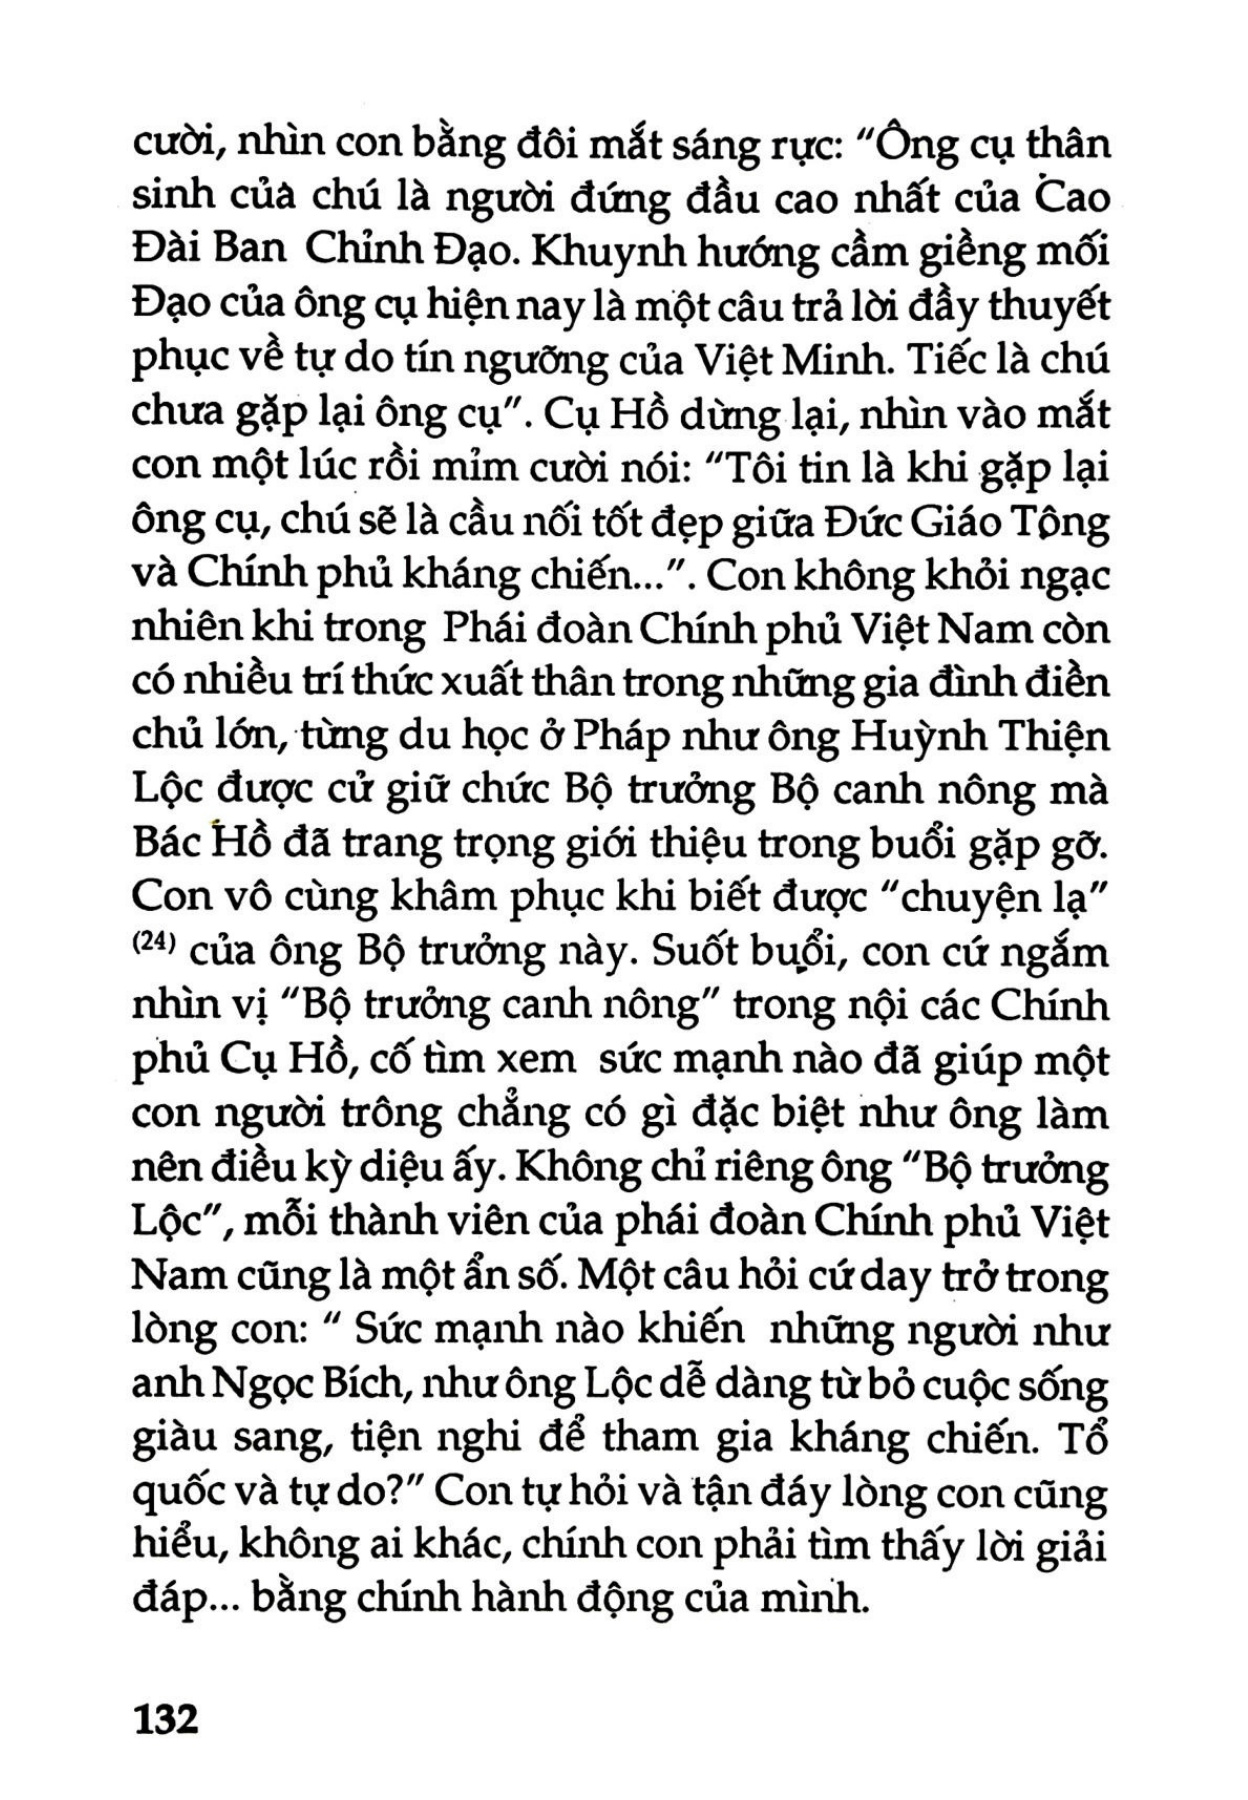 cười, nhìn con bằng đôi mắt sáng rực: "Ông cụ thân
sinh của chú là người đứng đầu cao nhất của Cao
Đài Ban Chỉnh Đạo. Khuynh hướng cầm giềng mối
Đạo của ông cụ hiện nay là một câu trả lời đầy thuyết
phục về tự do tín ngưỡng của Việt Minh. Tiếc là chú
chưa gặp lại ông cụ". Cụ Hồ dừng lại, nhìn vào mắt
con một lúc rồi mỉm cười nói: "Tôi tin là khi gặp lại
ông cụ, chú sẽ là cầu nối tốt đẹp giữa Đức Giáo Tông
và Chính phủ kháng chiến...". Con không khỏi ngạc
nhiên khi trong Phái đoàn Chính phủ Việt Nam còn
có nhiều trí thức xuất thân trong những gia đình điền
chủ lớn, từng du học ở Pháp như ông Huỳnh Thiện
Lộc được cử giữ chức Bộ trưởng Bộ canh nông mà
Bác Hồ đã trang trọng giới thiệu trong buổi gặp gỡ.
Con vô cùng khâm phục khi biết được "chuyện lạ"
(24) của ông Bộ trưởng này. Suốt buổi, con cứ ngắm
nhìn vị "Bộ trưởng canh nông" trong nội các Chính
phủ Cụ Hồ, cố tìm xem sức mạnh nào đã giúp một
con người trông chẳng có gì đặc biệt như ông làm
nên điều kỳ diệu ấy. Không chỉ riêng ông "Bộ trưởng
Lộc", mỗi thành viên của phái đoàn Chính phủ Việt
Nam cũng là một ẩn số. Một câu hỏi cứ day trở trong
lòng con: " Sức mạnh nào khiến những người như
anh Ngọc Bích, như ông Lộc dễ dàng từ bỏ cuộc sống
giàu sang, tiện nghi để tham gia kháng chiến. Tổ
quốc và tự do?" Con tự hỏi và tận đáy lòng con cũng
hiểu, không ai khác, chính con phải tìm thấy lời giải
đáp... bằng chính hành động của mình.
132